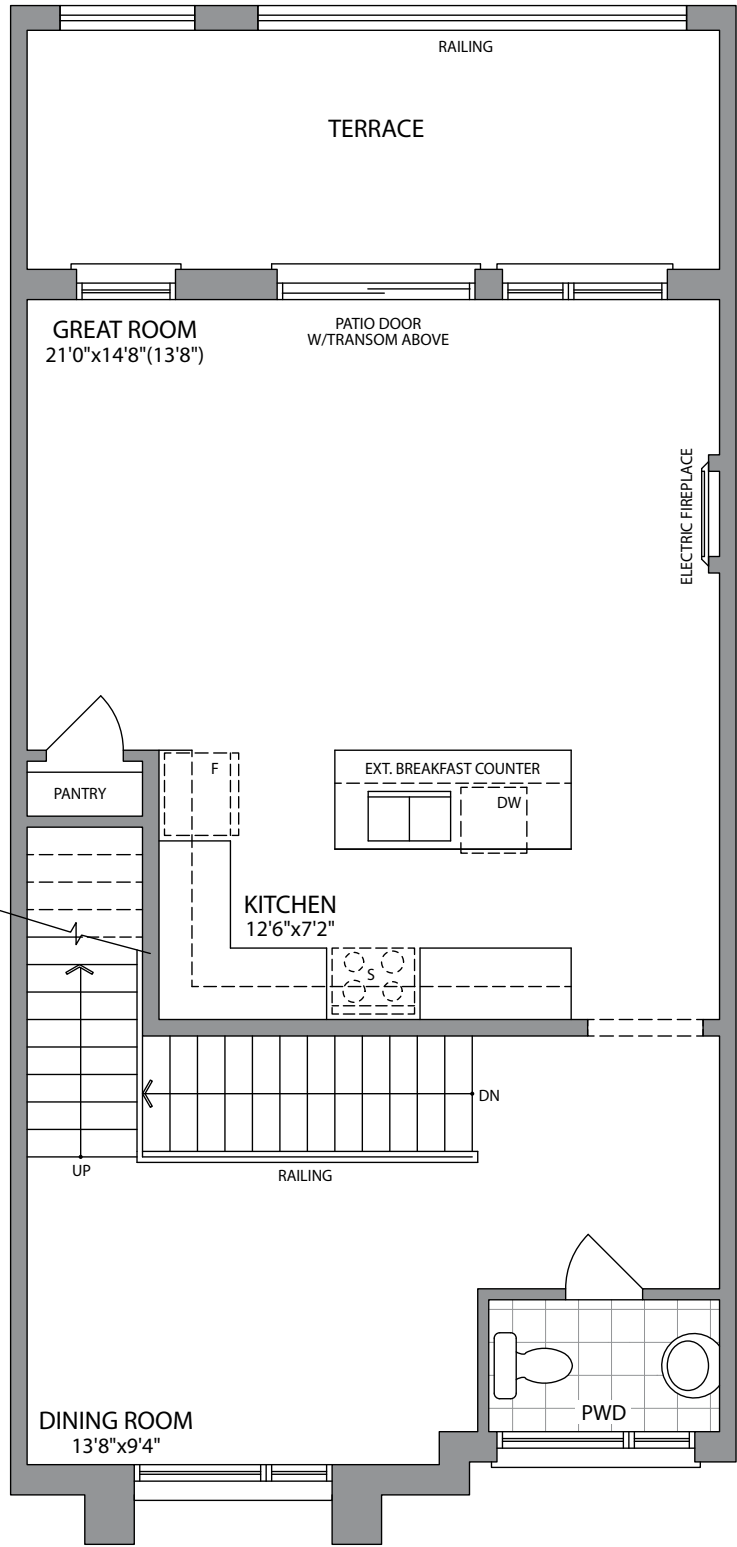 RAILING
TERRACE
GREAT ROOM
21'0"x14'8"(13'8")
PATIO DOOR
W/TRANSOM ABOVE
ELECTRIC FIREPLACE
F
EXT. BREAKFAST COUNTER
PANTRY
DW
KITCHEN
12'6"x7'2"
S
DN
UP
RAILING
DINING ROOM
13'8"x9'4"
PWD